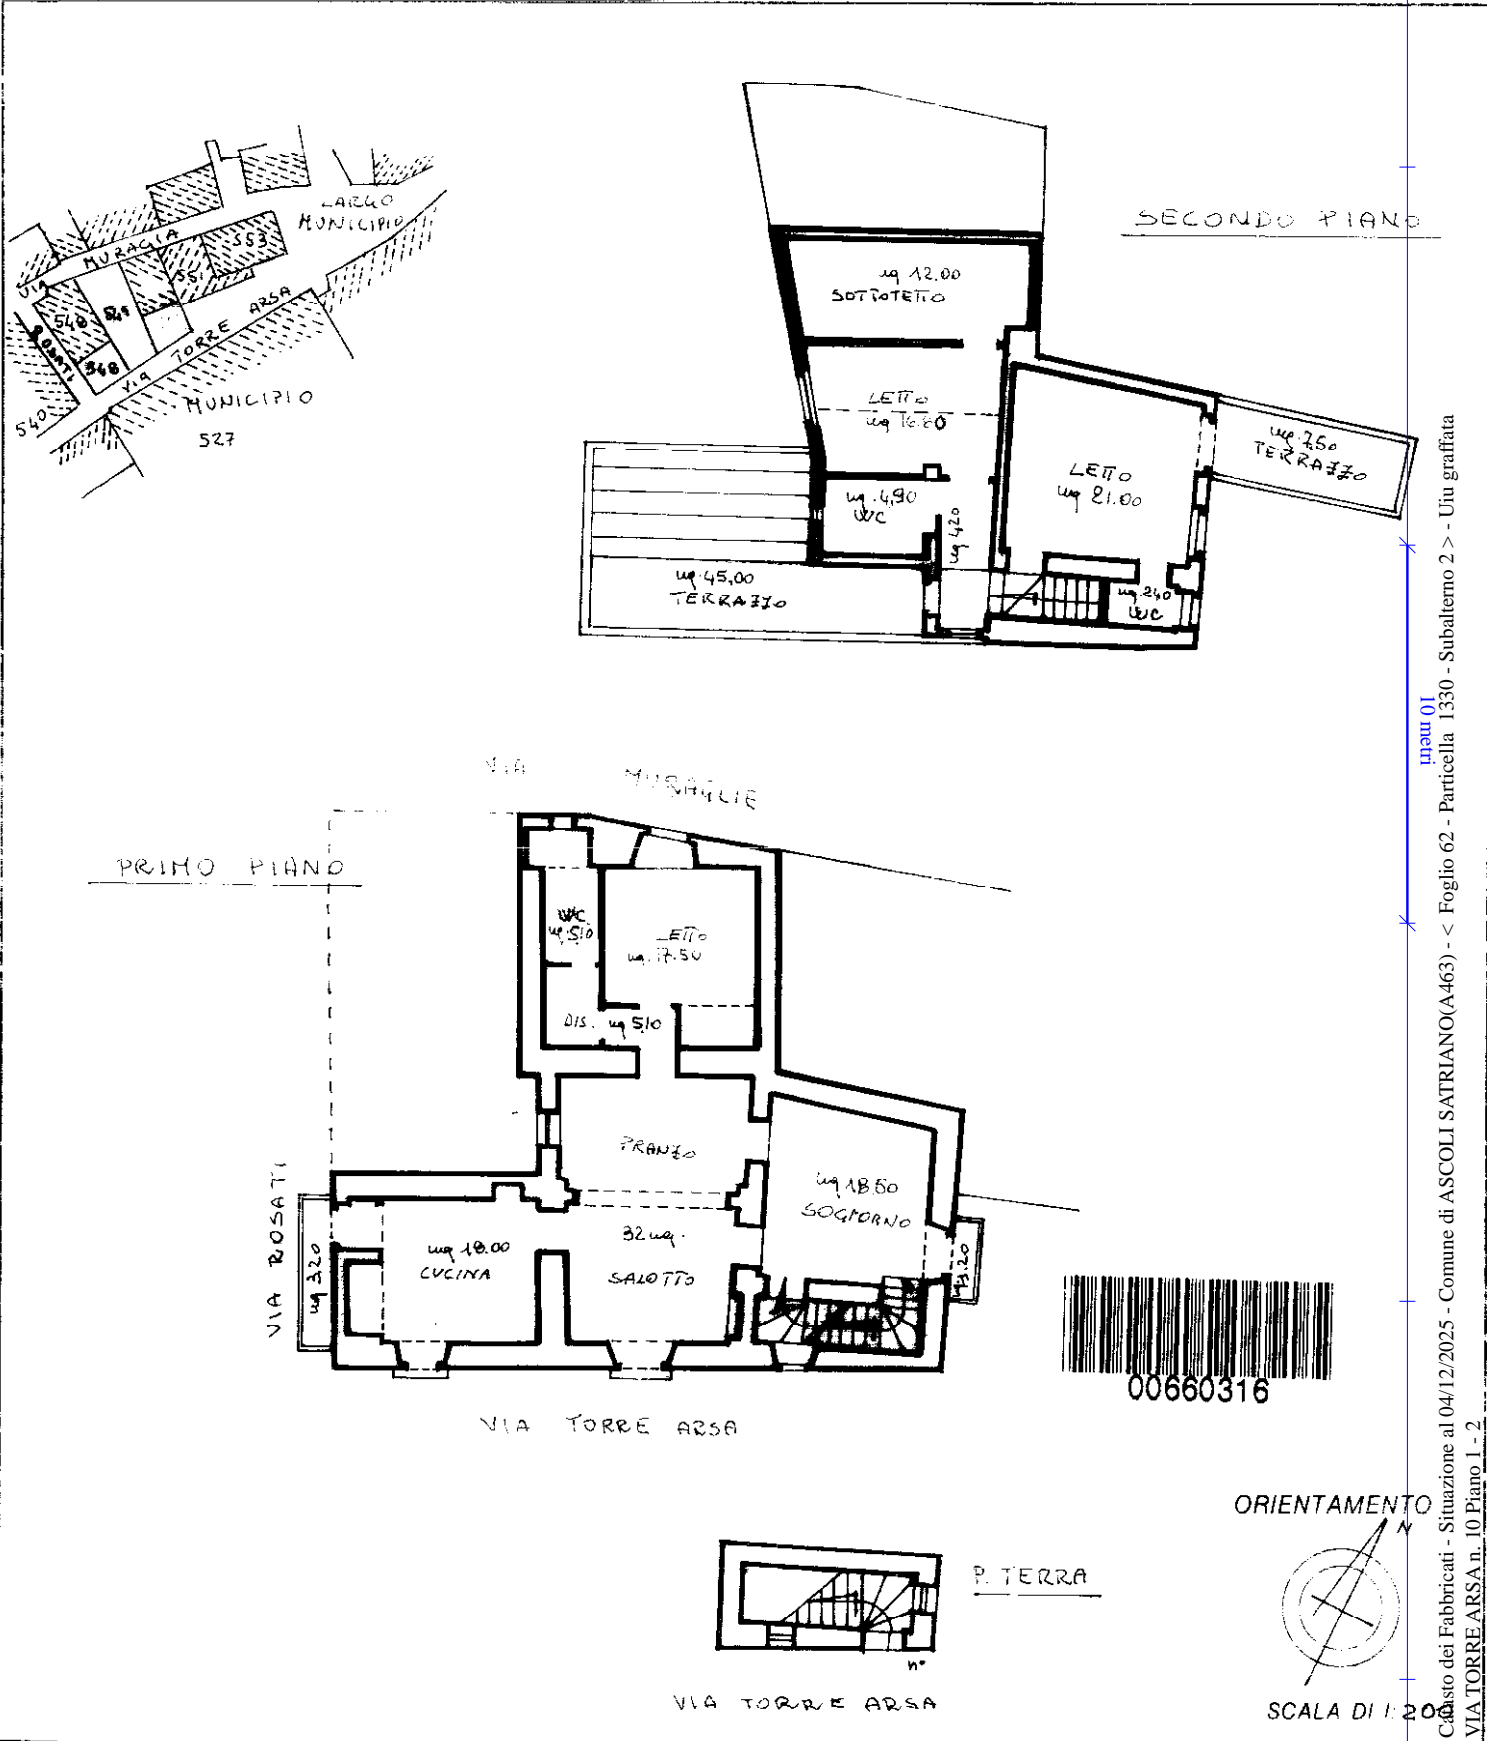 SECONDO PIANO
LARGO
MUNICIPIO
VIA MURAGLIA
553
551
549
548
548
ROSATI
VIA TORRE ARSA
MUNICIPIO
527
540
mq 12.00
SOTTOTETTO
LETTO
mq 16.80
mq. 4,90
WC
mq 4,20
LETTO
mq 21.00
mq. 7,50
TERRAZZO
mq. 45,00
TERRAZZO
mq. 2,40
WC
10 metri
VIA MURAGLIE
PRIMO PIANO
WC
mq. 5,10
LETTO
mq. 17.50
DIS. mq 5,10
PRANZO
mq 18.50
SOGGIORNO
32 mq.
SALOTTO
mq 18.00
CUCINA
mq 3.20
mq 3.20
VIA ROSATI
VIA TORRE ARSA
00660316
P. TERRA
n°
VIA TORRE ARSA
ORIENTAMENTO
N
SCALA DI 1:200
Catasto dei Fabbricati - Situazione al 04/12/2025 - Comune di ASCOLI SATRIANO(A463) - < Foglio 62 - Particella 1330 - Subalterno 2 > - Uiu graffata
VIA TORRE ARSA n. 10 Piano 1 - 2